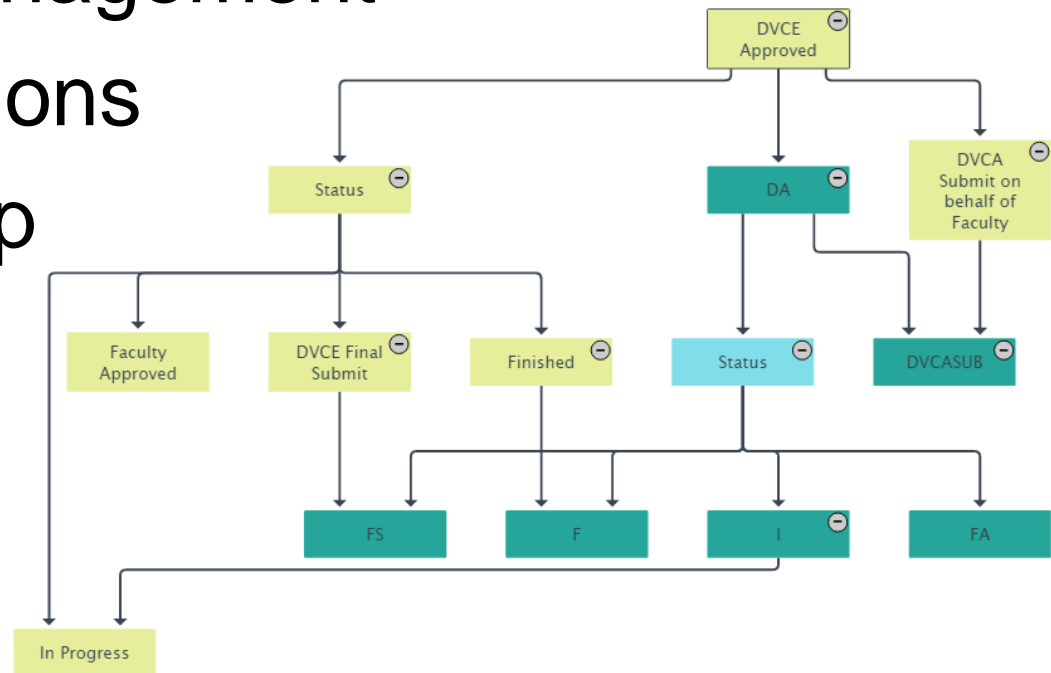 nagement
ons
p
DVCE
Approved
Status
DA
DVCA
Submit on
behalf of
Faculty
Faculty
Approved
DVCE Final
Submit
Finished
Status
DVCASUB
FS
F
I
FA
In Progress